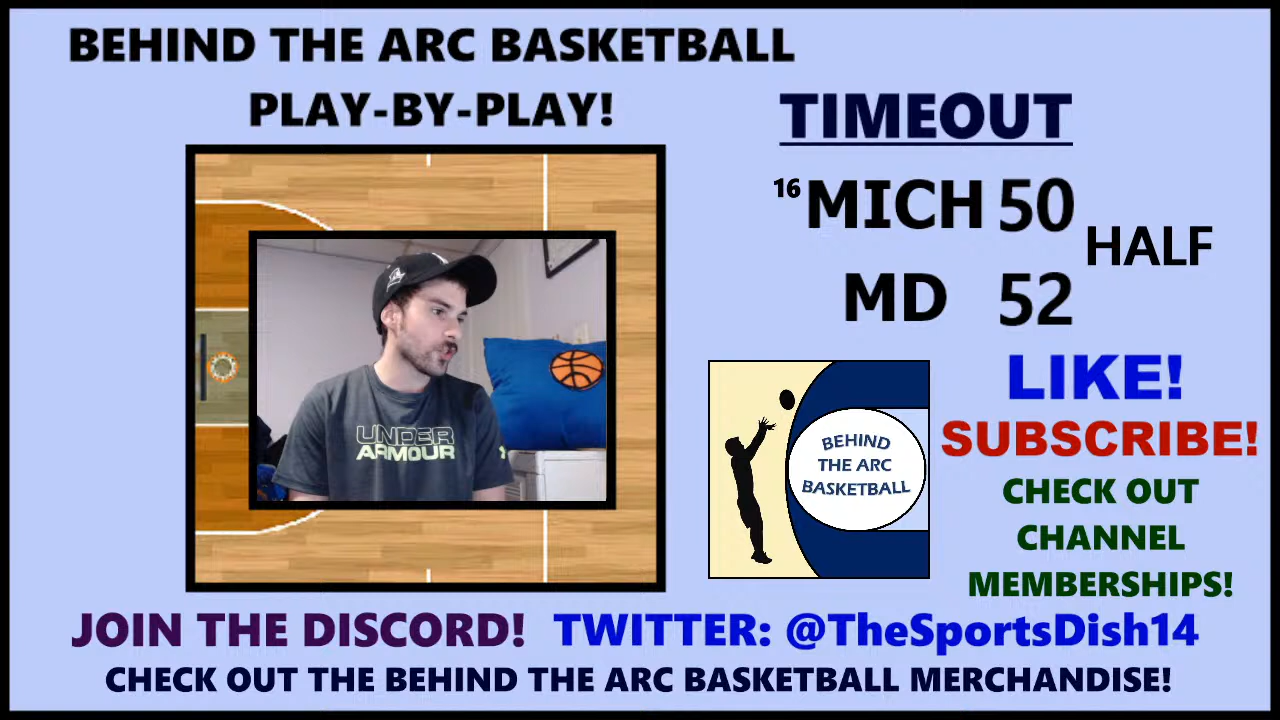 BEHIND THE ARC BASKETBALL
PLAY-BY-PLAY!
TIMEOUT
16 MICH 50
HALF
MD 52
UNDER
ARMOUR
BEHIND
THE ARC
BASKETBALL
LIKE!
SUBSCRIBE!
CHECK OUT
CHANNEL
MEMBERSHIPS!
JOIN THE DISCORD! TWITTER: @TheSportsDish14
CHECK OUT THE BEHIND THE ARC BASKETBALL MERCHANDISE!